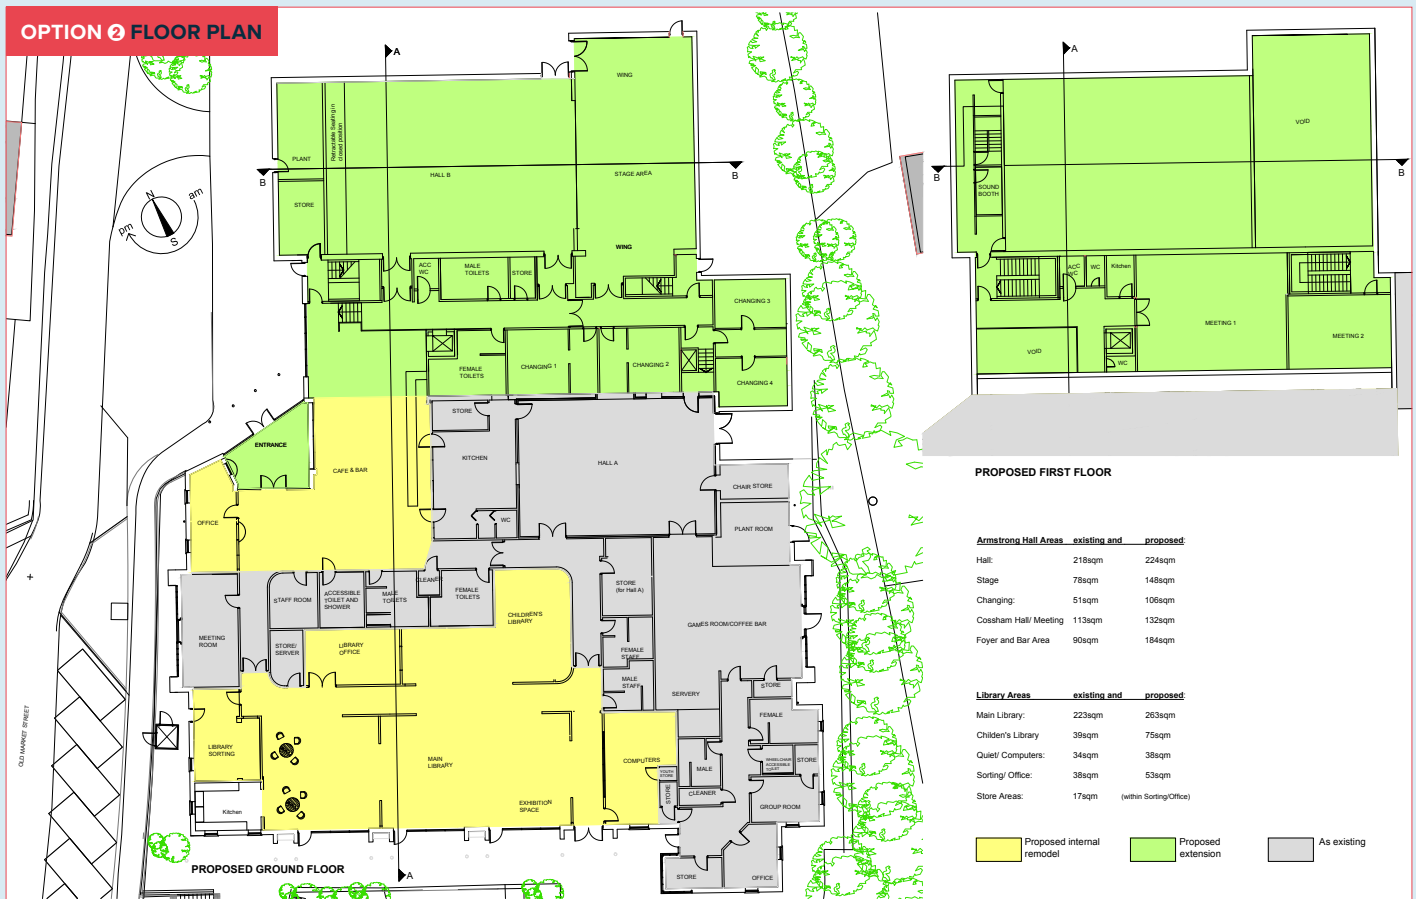 OPTION 2 FLOOR PLAN
A
WING
PLANT
Retractable Seating in
closed position
HALL B
STAGE AREA
B
B
STORE
WING
N
am
pm
S
ACC
WC
MALE
TOILETS
STORE
CHANGING 3
FEMALE
TOILETS
CHANGING 1
CHANGING 2
CHANGING 4
ENTRANCE
CAFE & BAR
STORE
KITCHEN
HALL A
CHAIR STORE
OFFICE
WC
PLANT ROOM
STAFF ROOM
ACCESSIBLE
TOILET AND
SHOWER
MALE
TOILETS
CLEANER
FEMALE
TOILETS
STORE
(for Hall A)
CHILDREN'S
LIBRARY
GAMES ROOM/COFFEE BAR
MEETING
ROOM
STORE/
SERVER
LIBRARY
OFFICE
FEMALE
STAFF
MALE
STAFF
SERVERY
STORE
FEMALE
LIBRARY
SORTING
MAIN
LIBRARY
COMPUTERS
YOUTH
STORE
MALE
WHEELCHAIR
ACCESSIBLE
TOILET
STORE
STORE
CLEANER
Kitchen
EXHIBITION
SPACE
GROUP ROOM
STORE
OFFICE
OLD MARKET STREET
PROPOSED GROUND FLOOR
A
A
VOID
B
B
SOUND
BOOTH
ACC
WC
WC
Kitchen
MEETING 1
MEETING 2
VOID
WC
PROPOSED FIRST FLOOR
Armstrong Hall Areas existing and proposed:
Hall: 218sqm 224sqm
Stage 78sqm 148sqm
Changing: 51sqm 106sqm
Cossham Hall/ Meeting 113sqm 132sqm
Foyer and Bar Area 90sqm 184sqm
Library Areas existing and proposed:
Main Library: 223sqm 263sqm
Childen's Library 39sqm 75sqm
Quiet/ Computers: 34sqm 38sqm
Sorting/ Office: 38sqm 53sqm
Store Areas: 17sqm (within Sorting/Office)
Proposed internal
remodel
Proposed
extension
As existing